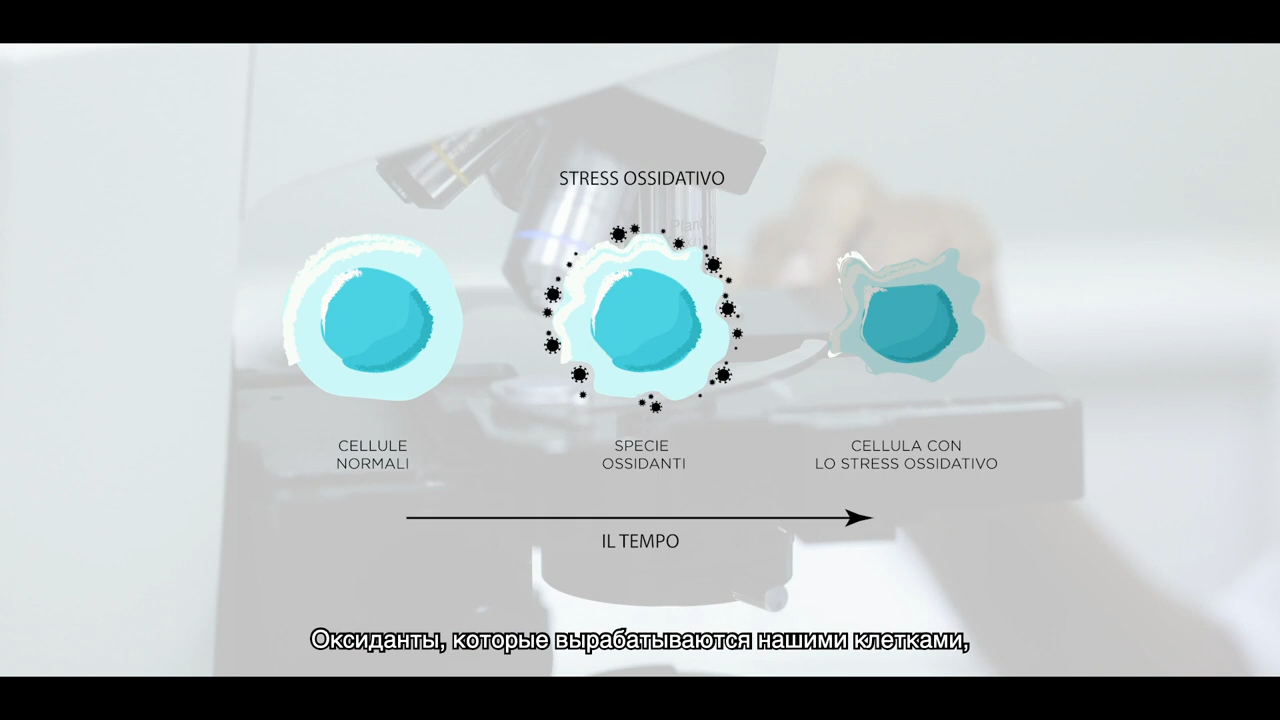 STRESS OSSIDATIVO
CELLULE
NORMALI
SPECIE
OSSIDANTI
CELLULA CON
LO STRESS OSSIDATIVO
IL TEMPO
Оксиданты, которые вырабатываются нашими клетками,